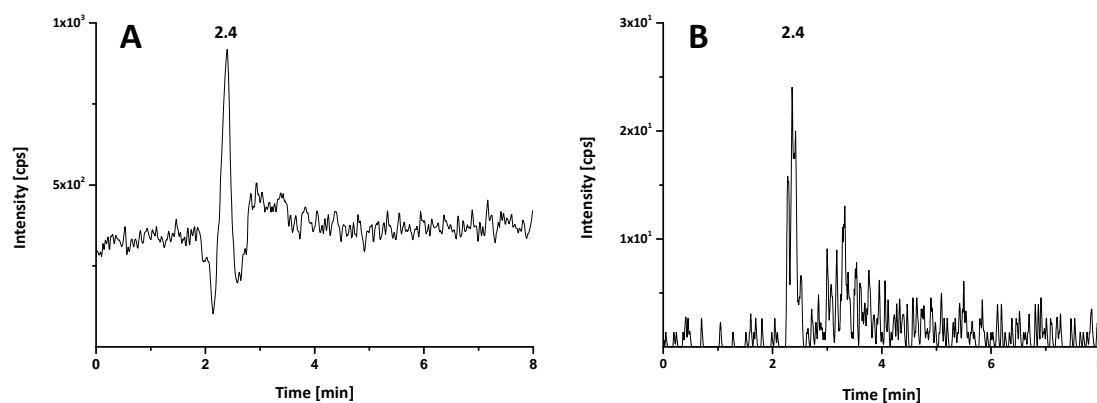 A
2.4
1x10³
5x10²
Intensity [cps]
0
2
4
6
8
Time [min]
B
2.4
3x10¹
2x10¹
1x10¹
Intensity [cps]
0
2
4
6
Time [min]